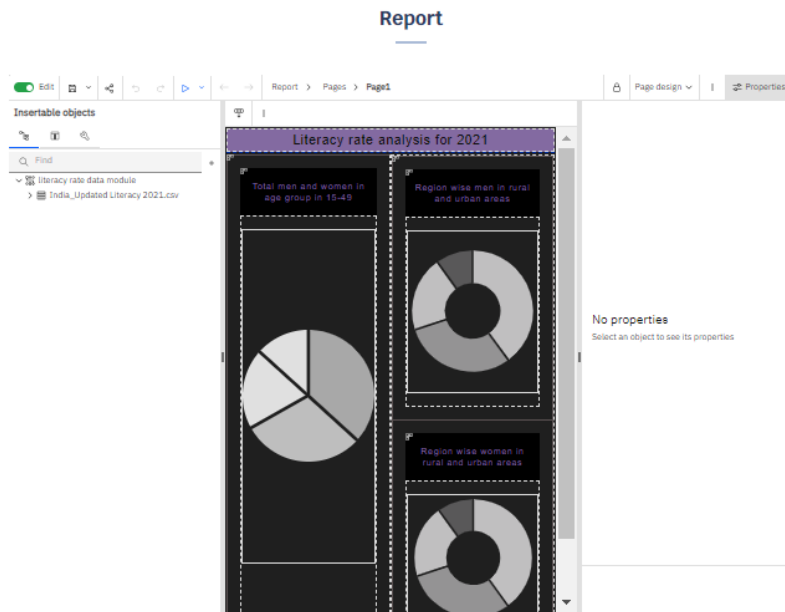 Report
Edit
Report > Pages > Page1
Page design
Properties
Insertable objects
Find
literacy rate data module
India_Updated Literacy 2021.csv
Literacy rate analysis for 2021
Total men and women in
age group in 15-49
Region wise men in rural
and urban areas
Region wise women in
rural and urban areas
No properties
Select an object to see its properties